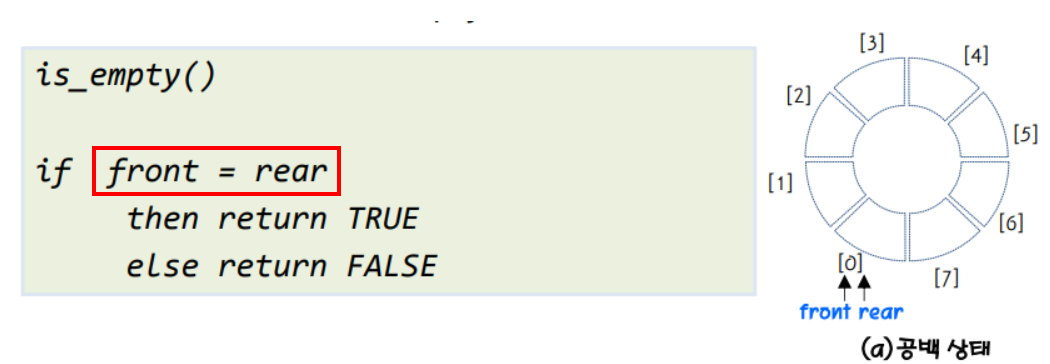 is_empty()
if front = rear
then return TRUE
else return FALSE
[3]
[4]
[2]
[5]
[1]
[6]
[0]
[7]
front rear
(a) 공백 상태